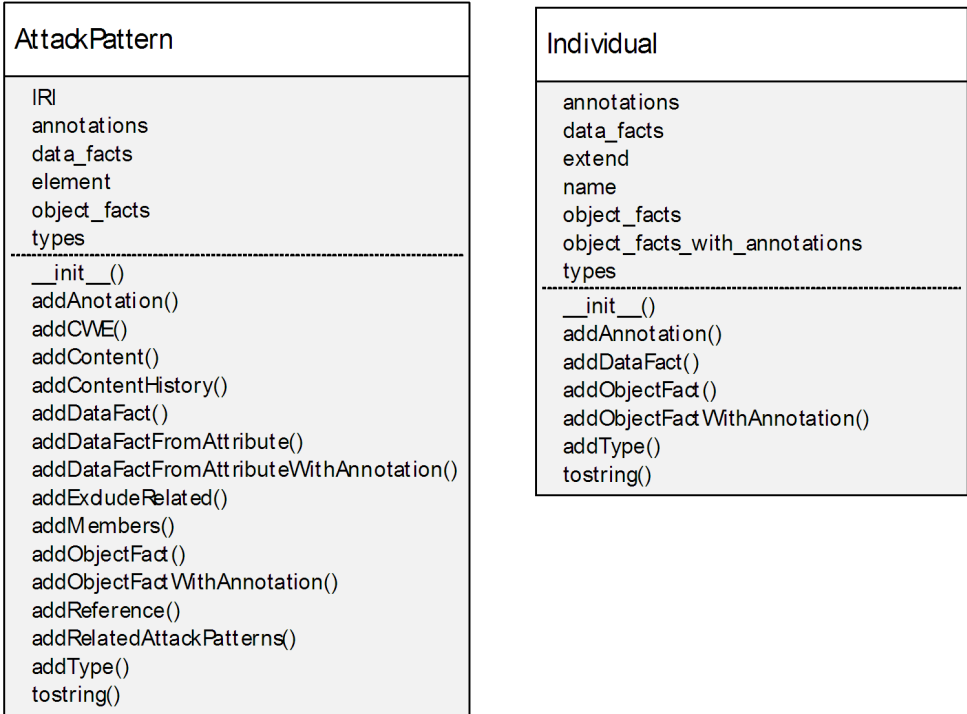 AttackPattern
IRI
annotations
data_facts
element
object_facts
types
__init__()
addAnotation()
addCWE()
addContent()
addContentHistory()
addDataFact()
addDataFactFromAttribute()
addDataFactFromAttributeWithAnnotation()
addExcludeRelated()
addMembers()
addObjectFact()
addObjectFactWithAnnotation()
addReference()
addRelatedAttackPatterns()
addType()
tostring()
Individual
annotations
data_facts
extend
name
object_facts
object_facts_with_annotations
types
__init__()
addAnnotation()
addDataFact()
addObjectFact()
addObjectFactWithAnnotation()
addType()
tostring()